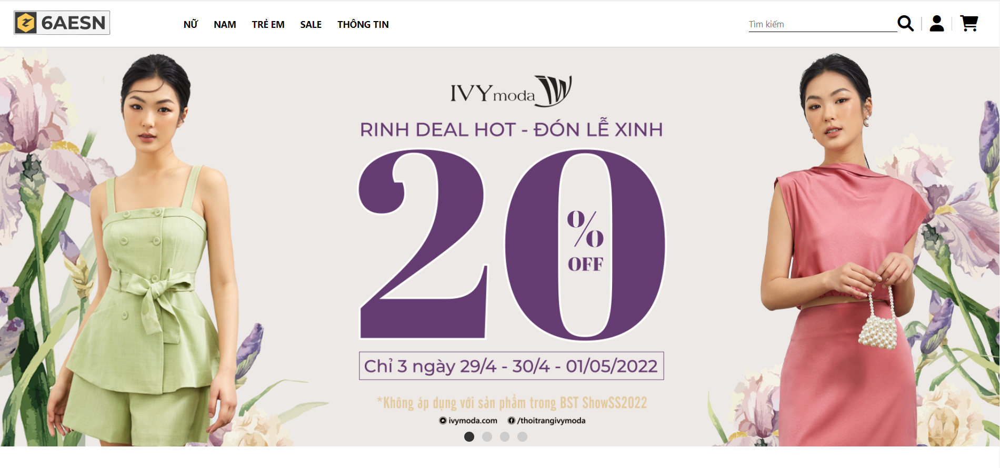 6AESN
NỮ NAM TRẺ EM SALE THÔNG TIN
Tìm kiếm
IVY moda
RINH DEAL HOT - ĐÓN LỄ XINH
20
%
OFF
Chỉ 3 ngày 29/4 - 30/4 - 01/05/2022
*Không áp dụng với sản phẩm trong BST ShowSS2022
ivymoda.com /thoitrangivymoda